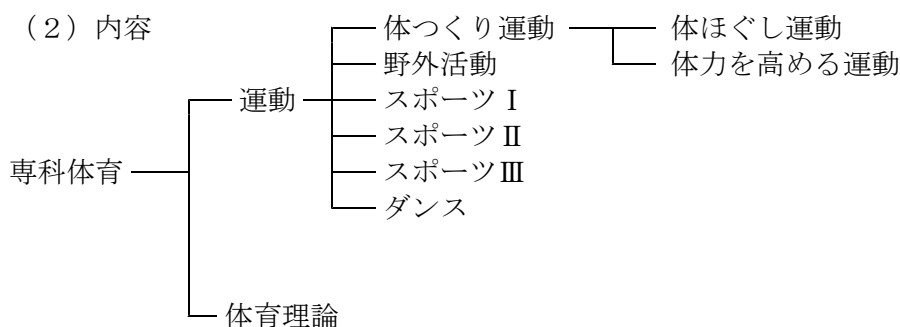 (2)内容
体つくり運動 体ほぐし運動
野外活動 体力を高める運動
運動 スポーツⅠ
スポーツⅡ
専科体育 スポーツⅢ
ダンス
体育理論